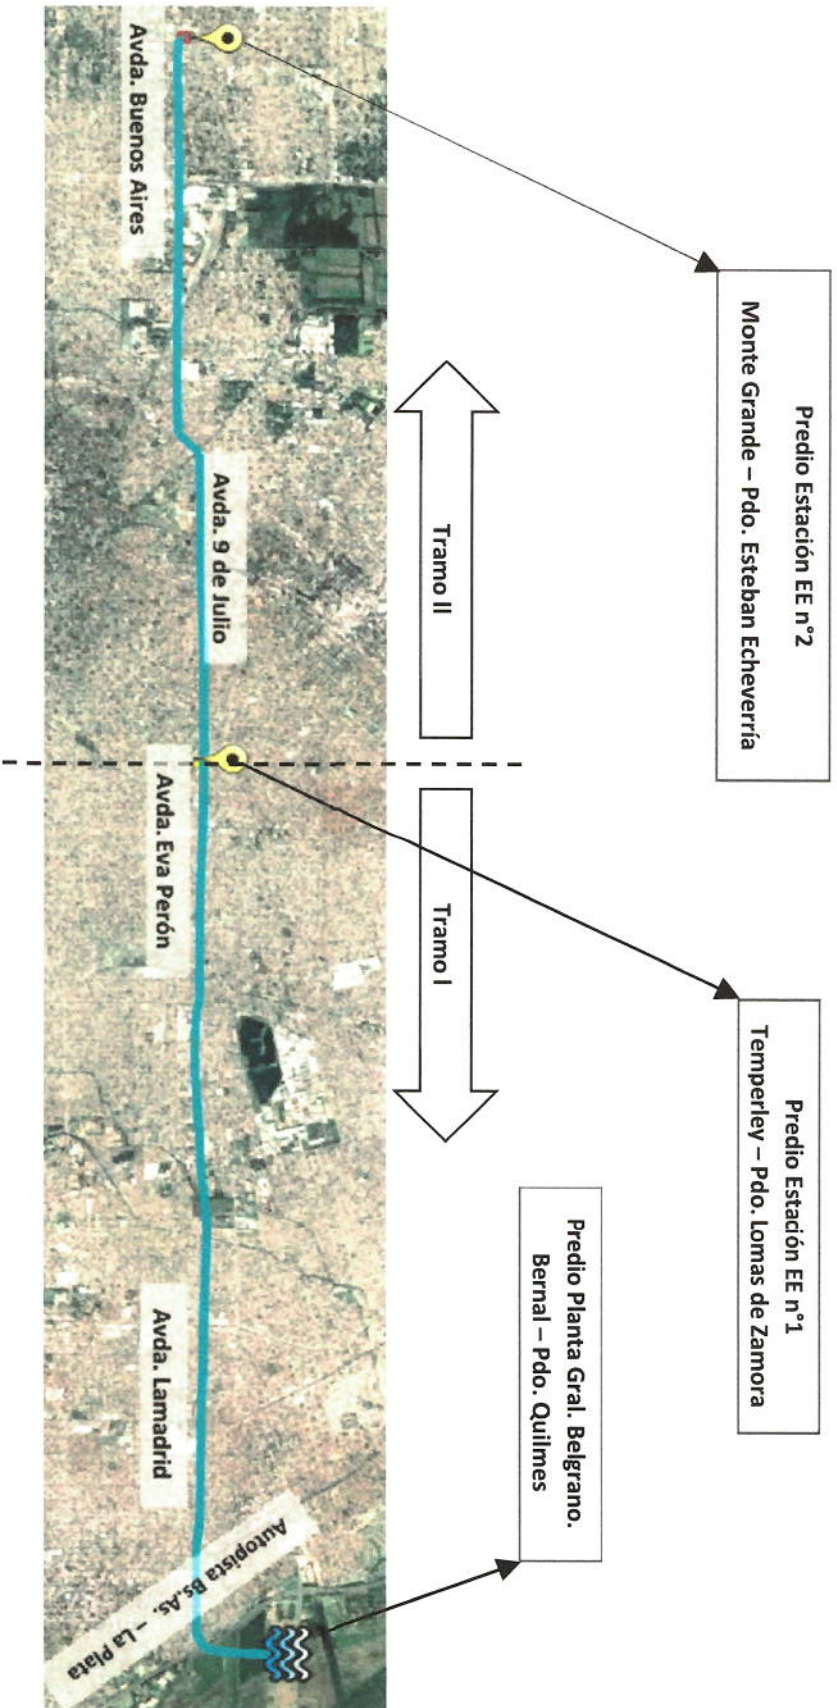 Predio Estación EE n°2
Monte Grande – Pdo. Esteban Echeverría
Predio Estación EE n°1
Temperley – Pdo. Lomas de Zamora
Predio Planta Gral. Belgrano.
Bernal – Pdo. Quilmes
Tramo II
Tramo I
Avda. Buenos Aires
Avda. 9 de Julio
Avda. Eva Perón
Avda. Lamadrid
Autopista Bs.As. – La Plata